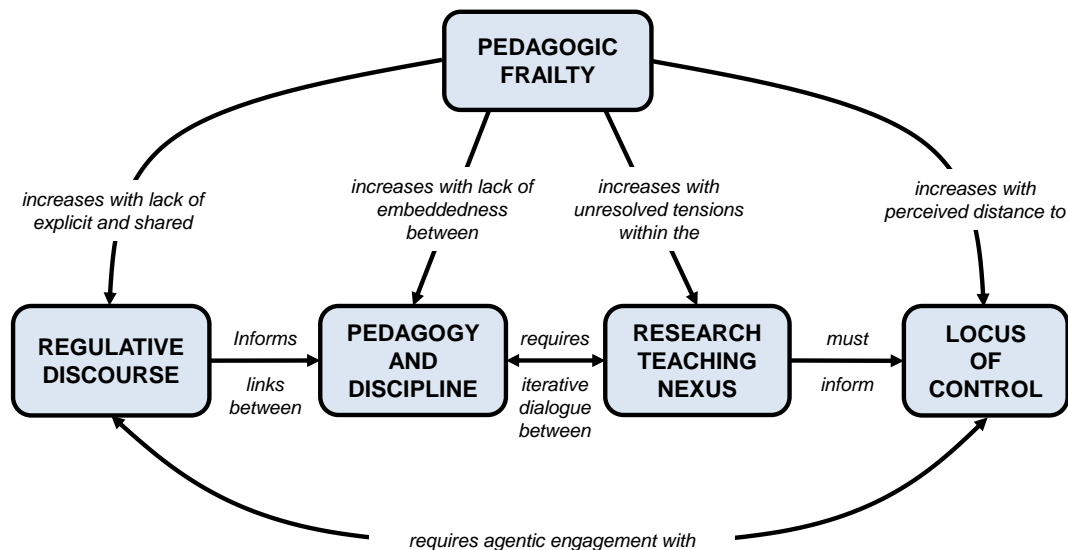 PEDAGOGIC
FRAILTY
increases with lack of
explicit and shared
increases with lack of
embeddedness
between
increases with
unresolved tensions
within the
increases with
perceived distance to
REGULATIVE
DISCOURSE
Informs
links
between
PEDAGOGY
AND
DISCIPLINE
requires
iterative
dialogue
between
RESEARCH
TEACHING
NEXUS
must
inform
LOCUS
OF
CONTROL
requires agentic engagement with